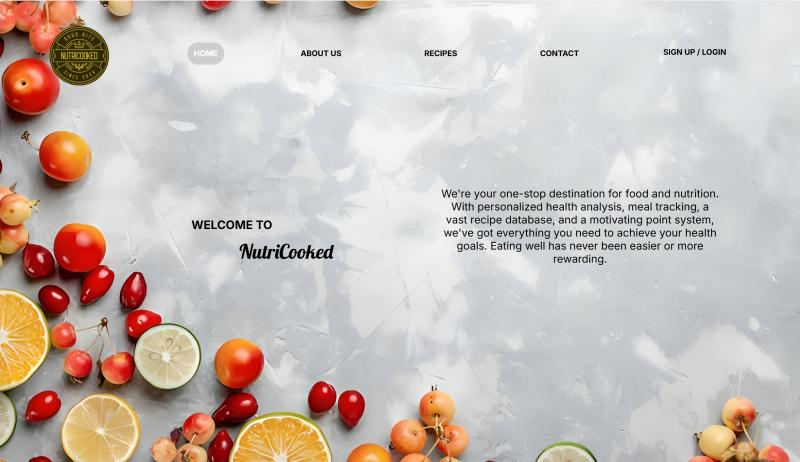 GOOD BITE
NUTRICOOKED
SINCE 2024
HOME
ABOUT US
RECIPES
CONTACT
SIGN UP / LOGIN
WELCOME TO
NutriCooked
We're your one-stop destination for food and nutrition.
With personalized health analysis, meal tracking, a
vast recipe database, and a motivating point system,
we've got everything you need to achieve your health
goals. Eating well has never been easier or more
rewarding.